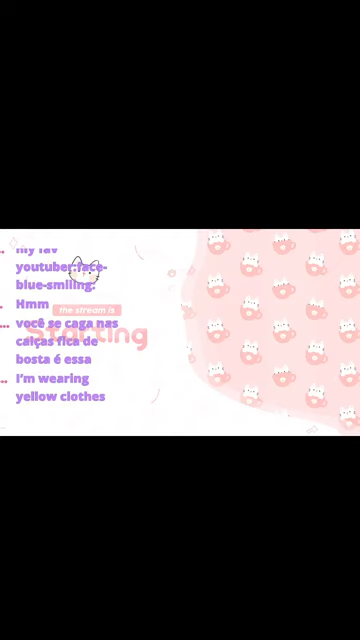 my fav
youtuber:face-
blue-smiling:
Hmm
você se caga nas
calças fica de
bosta é essa
I'm wearing
yellow clothes
the stream is
Starting